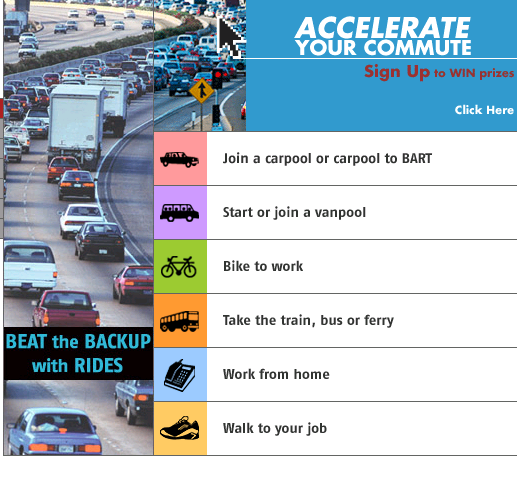 ACCELERATE
YOUR COMMUTE
Sign Up to WIN prizes
Click Here
Join a carpool or carpool to BART
Start or join a vanpool
Bike to work
Take the train, bus or ferry
BEAT the BACKUP
with RIDES
Work from home
Walk to your job